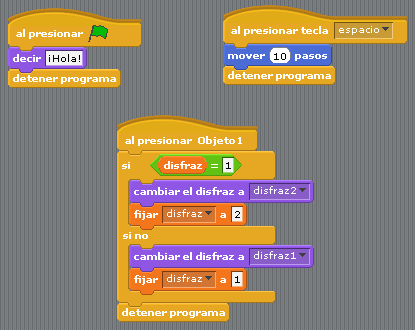 al presionar
decir ¡Hola!
detener programa
al presionar tecla espacio
mover 10 pasos
detener programa
al presionar Objeto1
si disfraz = 1
cambiar el disfraz a disfraz2
fijar disfraz a 2
si no
cambiar el disfraz a disfraz1
fijar disfraz a 1
detener programa